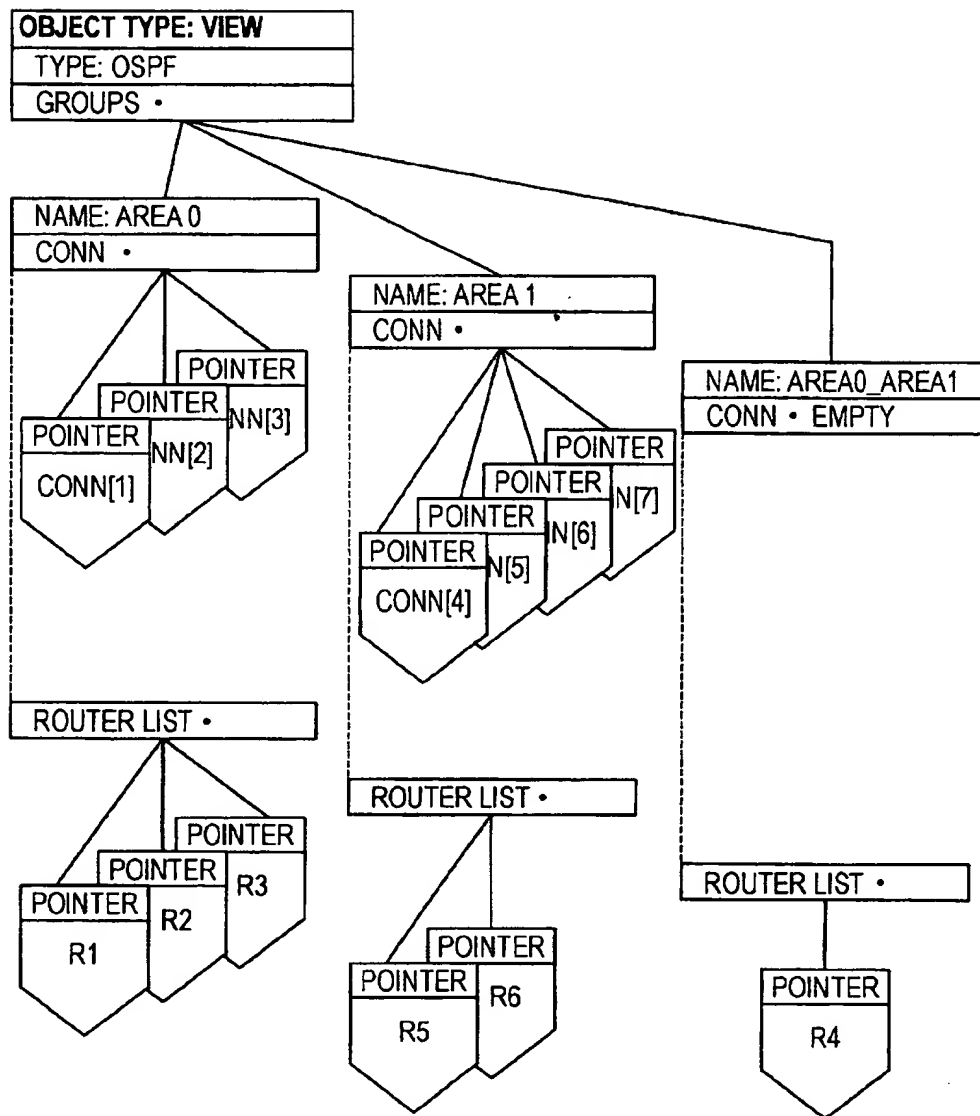 OBJECT TYPE: VIEW
TYPE: OSPF
GROUPS •
NAME: AREA 0
CONN •
POINTER
NN[3]
POINTER
NN[2]
POINTER
CONN[1]
NAME: AREA 1
CONN •
POINTER
N[7]
POINTER
IN[6]
POINTER
N[5]
POINTER
CONN[4]
NAME: AREA0_AREA1
CONN • EMPTY
ROUTER LIST •
POINTER
R3
POINTER
R2
POINTER
R1
ROUTER LIST •
POINTER
R6
POINTER
R5
ROUTER LIST •
POINTER
R4